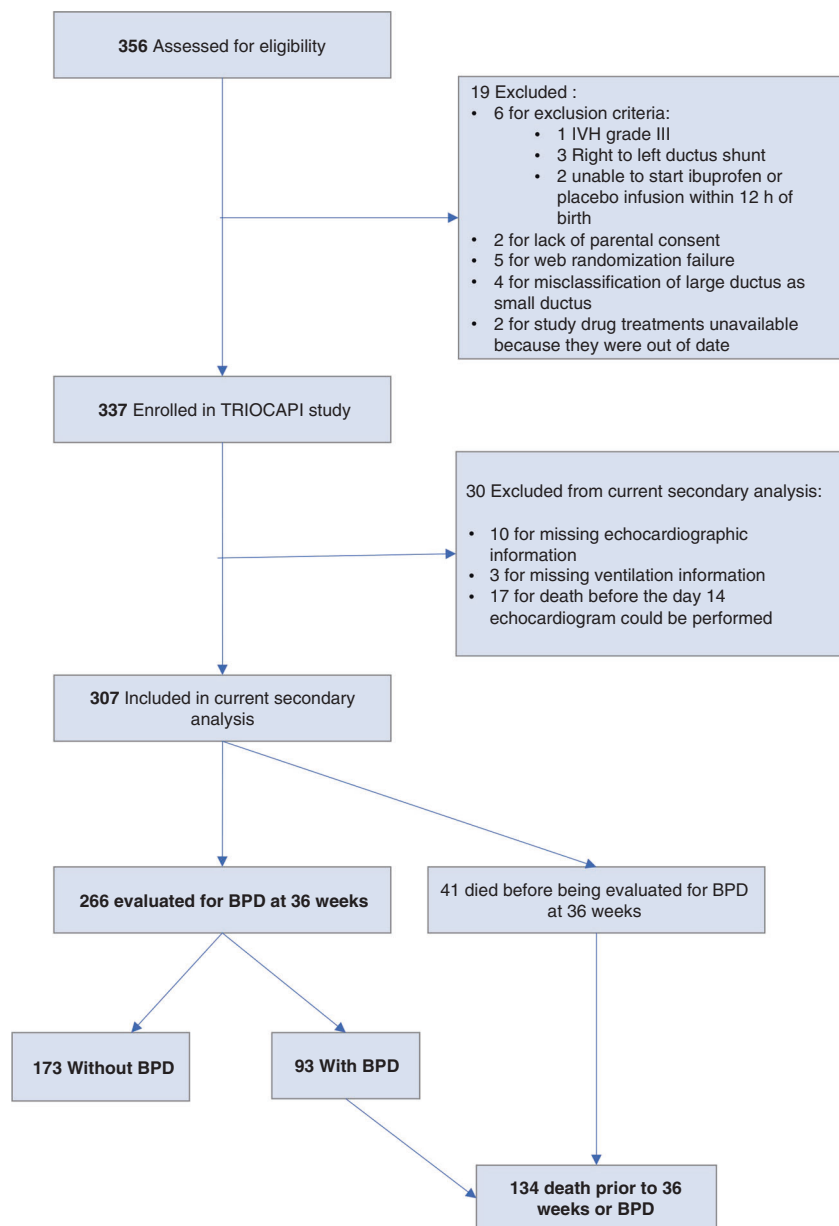 356 Assessed for eligibility
19 Excluded :
• 6 for exclusion criteria:
• 1 IVH grade III
• 3 Right to left ductus shunt
• 2 unable to start ibuprofen or
placebo infusion within 12 h of
birth
• 2 for lack of parental consent
• 5 for web randomization failure
• 4 for misclassification of large ductus as
small ductus
• 2 for study drug treatments unavailable
because they were out of date
337 Enrolled in TRIOCAPI study
30 Excluded from current secondary analysis:
• 10 for missing echocardiographic
information
• 3 for missing ventilation information
• 17 for death before the day 14
echocardiogram could be performed
307 Included in current secondary
analysis
266 evaluated for BPD at 36 weeks
41 died before being evaluated for BPD
at 36 weeks
173 Without BPD
93 With BPD
134 death prior to 36
weeks or BPD